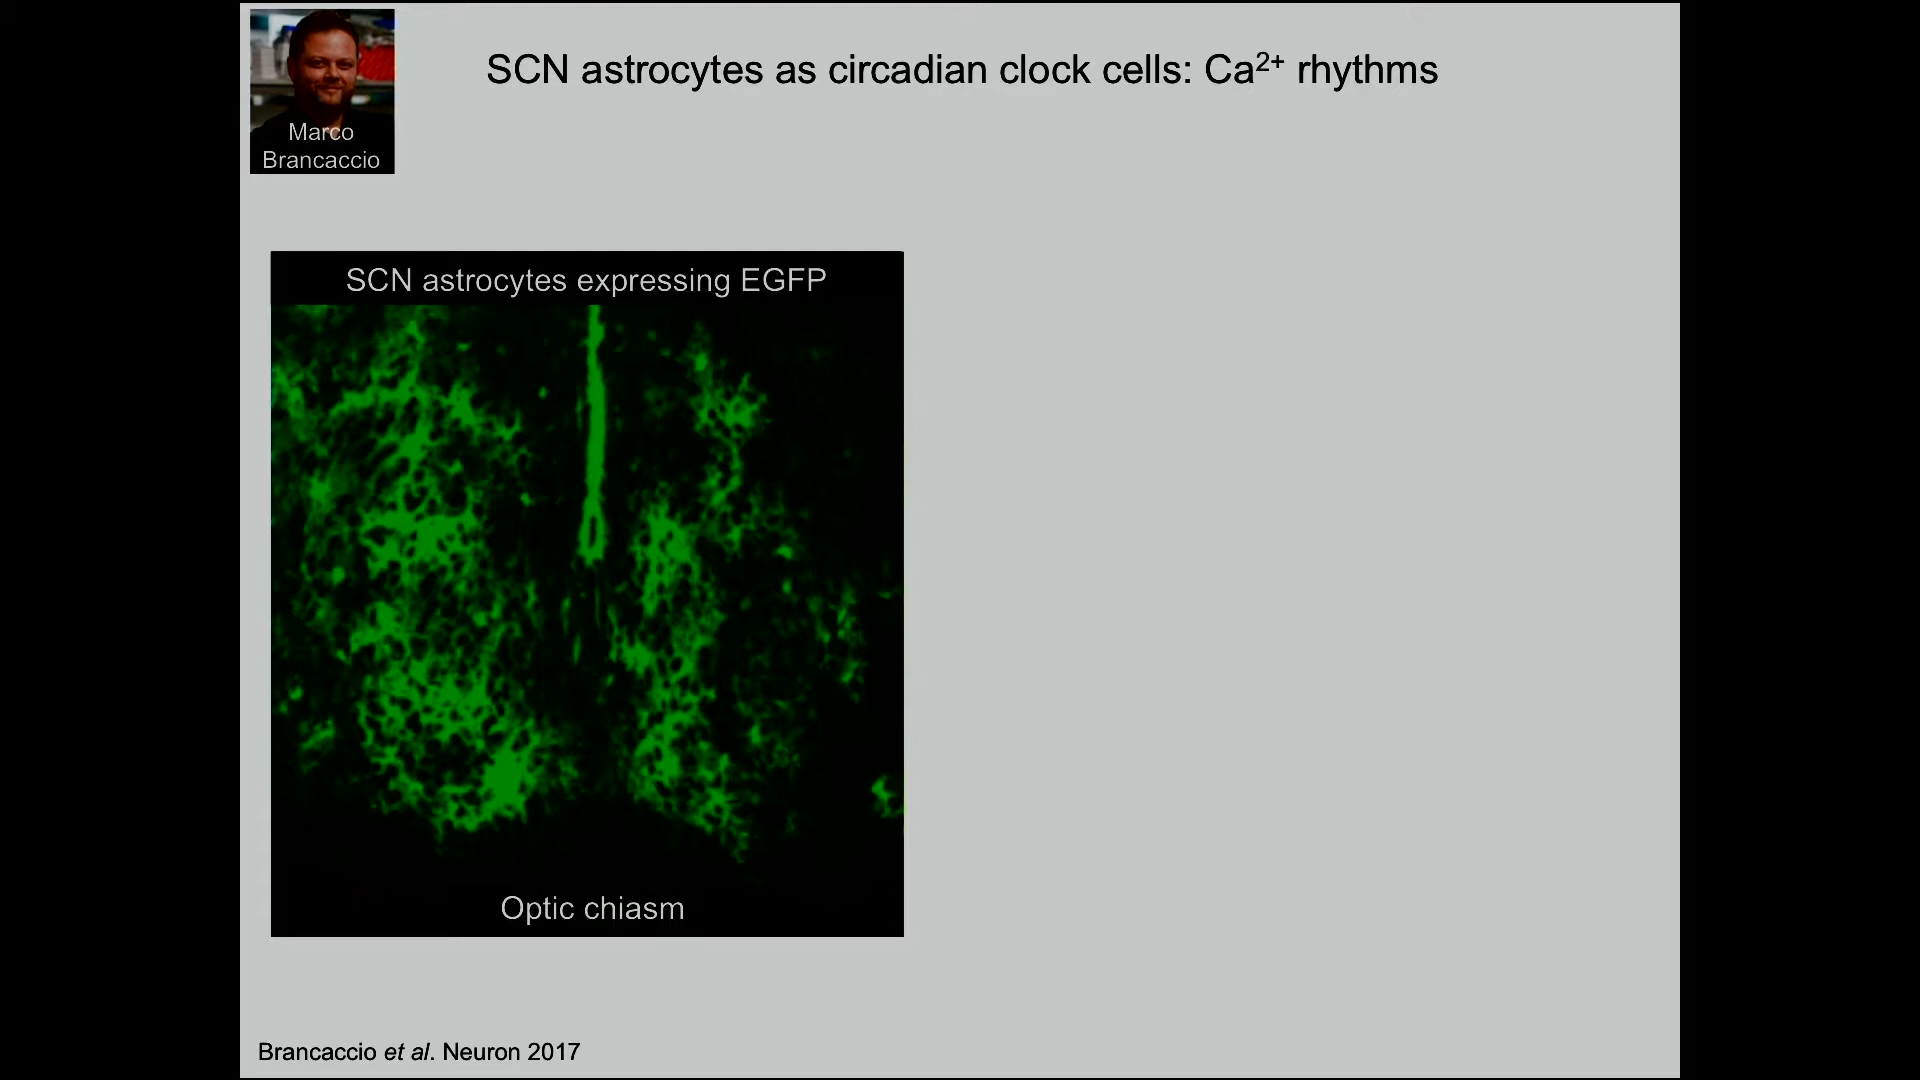 SCN astrocytes as circadian clock cells: Ca²⁺ rhythms
Marco
Brancaccio
SCN astrocytes expressing EGFP
Optic chiasm
Brancaccio et al. Neuron 2017